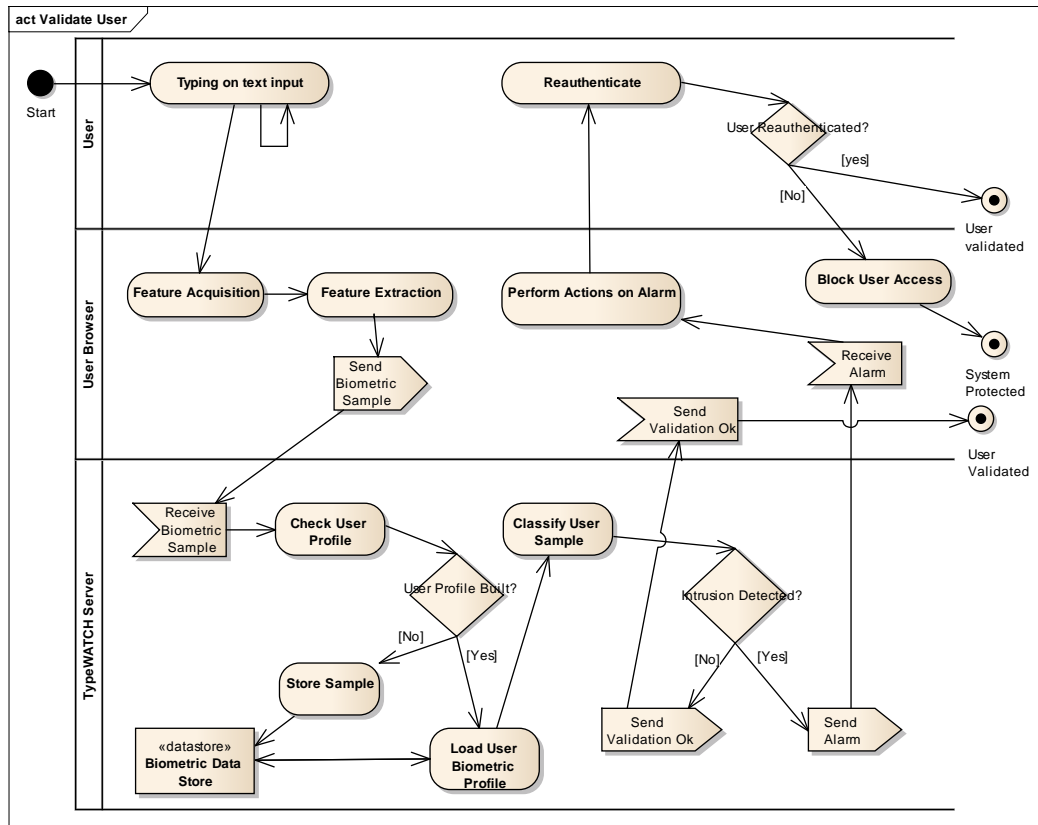 act Validate User
User
Start
Typing on text input
Reauthenticate
User Reauthenticated?
[yes]
[No]
User
validated
User Browser
Feature Acquisition
Feature Extraction
Perform Actions on Alarm
Block User Access
Send
Biometric
Sample
Receive
Alarm
System
Protected
Send
Validation Ok
User
Validated
TypeWATCH Server
Receive
Biometric
Sample
Check User
Profile
Classify User
Sample
User Profile Built?
Intrusion Detected?
[No]
[Yes]
[No]
[Yes]
Store Sample
Send
Validation Ok
Send
Alarm
«datastore»
Biometric Data
Store
Load User
Biometric
Profile